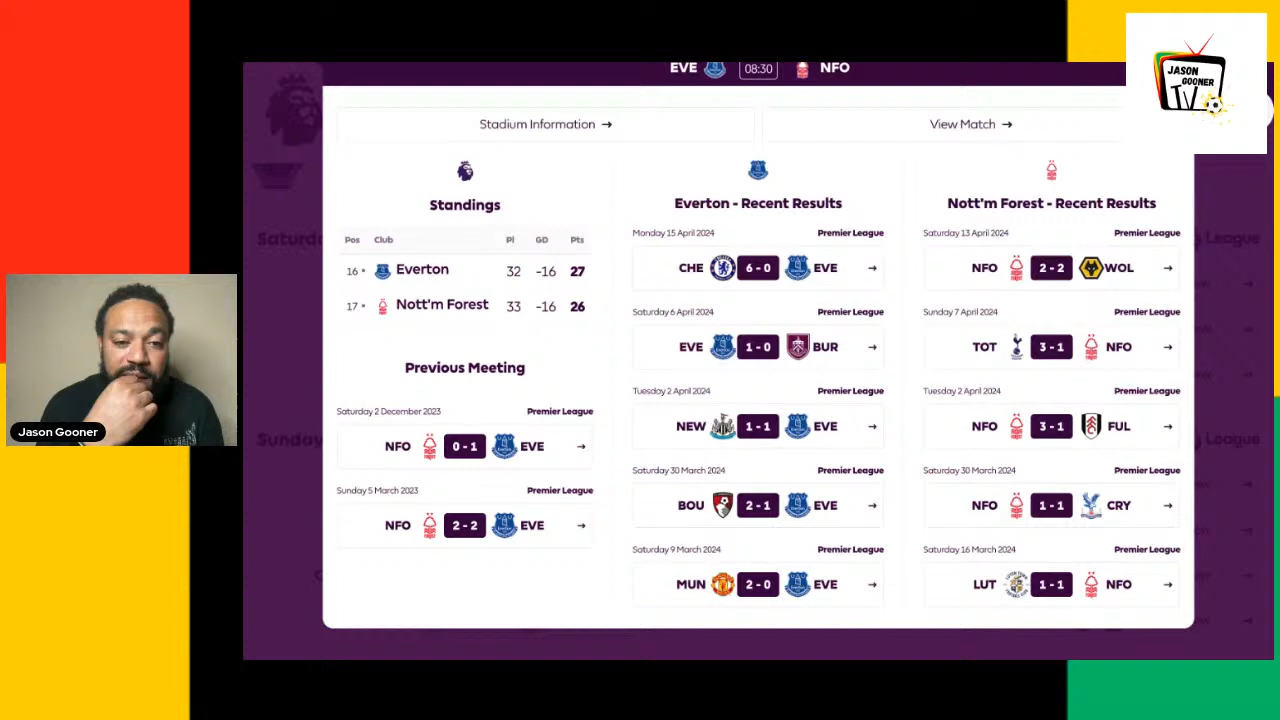 EVE 08:30 NFO
JASON
GOONER
TV
Stadium Information →
View Match →
Standings
Pos Club Pl GD Pts
16 Everton 32 -16 27
17 Nott'm Forest 33 -16 26
Previous Meeting
Saturday 2 December 2023 Premier League
NFO 0 - 1 EVE →
Sunday 5 March 2023 Premier League
NFO 2 - 2 EVE →
Everton - Recent Results
Monday 15 April 2024 Premier League
CHE 6 - 0 EVE →
Saturday 6 April 2024 Premier League
EVE 1 - 0 BUR →
Tuesday 2 April 2024 Premier League
NEW 1 - 1 EVE →
Saturday 30 March 2024 Premier League
BOU 2 - 1 EVE →
Saturday 9 March 2024 Premier League
MUN 2 - 0 EVE →
Nott'm Forest - Recent Results
Saturday 13 April 2024 Premier League
NFO 2 - 2 WOL →
Sunday 7 April 2024 Premier League
TOT 3 - 1 NFO →
Tuesday 2 April 2024 Premier League
NFO 3 - 1 FUL →
Saturday 30 March 2024 Premier League
NFO 1 - 1 CRY →
Saturday 16 March 2024 Premier League
LUT 1 - 1 NFO →
Jason Gooner